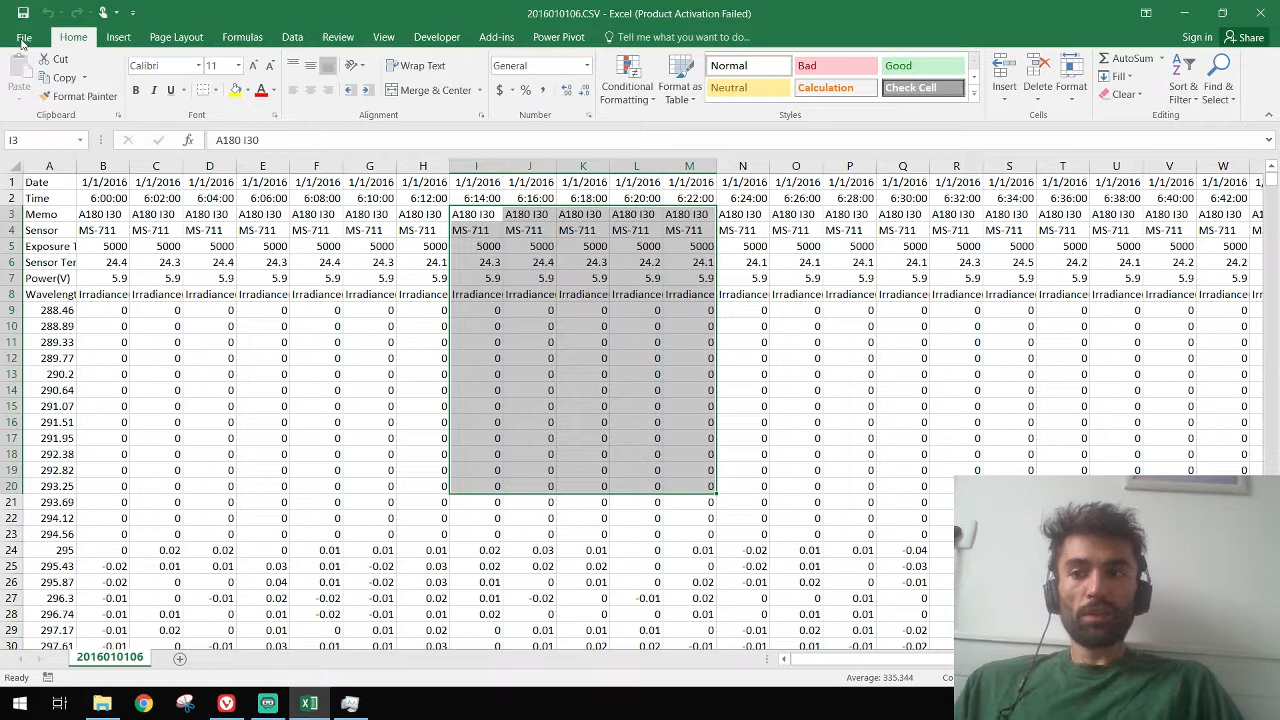 2016010106.CSV - Excel (Product Activation Failed)
File Home Insert Page Layout Formulas Data Review View Developer Add-ins Power Pivot Tell me what you want to do... Sign in Share
Paste Cut Copy Format Painter Clipboard
Calibri 11 B I U Font
Wrap Text Merge & Center Alignment
General $ % , Number
Conditional Formatting Format as Table Normal Bad Good Neutral Calculation Check Cell Styles
Insert Delete Format Cells
AutoSum Fill Clear Sort & Filter Find & Select Editing
I3 fx A180 I30
A B C D E F G H I J K L M N O P Q R S T U V W
1 Date 1/1/2016 1/1/2016 1/1/2016 1/1/2016 1/1/2016 1/1/2016 1/1/2016 1/1/2016 1/1/2016 1/1/2016 1/1/2016 1/1/2016 1/1/2016 1/1/2016 1/1/2016 1/1/2016 1/1/2016 1/1/2016 1/1/2016 1/1/2016 1/1/2016 1/1/2016
2 Time 6:00:00 6:02:00 6:04:00 6:06:00 6:08:00 6:10:00 6:12:00 6:14:00 6:16:00 6:18:00 6:20:00 6:22:00 6:24:00 6:26:00 6:28:00 6:30:00 6:32:00 6:34:00 6:36:00 6:38:00 6:40:00 6:42:00
3 Memo A180 I30 A180 I30 A180 I30 A180 I30 A180 I30 A180 I30 A180 I30 A180 I30 A180 I30 A180 I30 A180 I30 A180 I30 A180 I30 A180 I30 A180 I30 A180 I30 A180 I30 A180 I30 A180 I30 A180 I30 A180 I30 A180 I30
4 Sensor MS-711 MS-711 MS-711 MS-711 MS-711 MS-711 MS-711 MS-711 MS-711 MS-711 MS-711 MS-711 MS-711 MS-711 MS-711 MS-711 MS-711 MS-711 MS-711 MS-711 MS-711 MS-711
5 Exposure T 5000 5000 5000 5000 5000 5000 5000 5000 5000 5000 5000 5000 5000 5000 5000 5000 5000 5000 5000 5000 5000 5000
6 Sensor Ter 24.4 24.3 24.4 24.3 24.4 24.3 24.1 24.3 24.4 24.3 24.2 24.1 24.1 24.1 24.1 24.1 24.3 24.5 24.2 24.1 24.2 24.2
7 Power(V) 5.9 5.9 5.9 5.9 5.9 5.9 5.9 5.9 5.9 5.9 5.9 5.9 5.9 5.9 5.9 5.9 5.9 5.9 5.9 5.9 5.9 5.9
8 Wavelengt Irradiance Irradiance Irradiance Irradiance Irradiance Irradiance Irradiance Irradiance Irradiance Irradiance Irradiance Irradiance Irradiance Irradiance Irradiance Irradiance Irradiance Irradiance Irradiance Irradiance Irradiance Irradiance
9 288.46 0 0 0 0 0 0 0 0 0 0 0 0 0 0 0 0 0 0 0 0 0 0
10 288.89 0 0 0 0 0 0 0 0 0 0 0 0 0 0 0 0 0 0 0 0 0 0
11 289.33 0 0 0 0 0 0 0 0 0 0 0 0 0 0 0 0 0 0 0 0 0 0
12 289.77 0 0 0 0 0 0 0 0 0 0 0 0 0 0 0 0 0 0 0 0 0 0
13 290.2 0 0 0 0 0 0 0 0 0 0 0 0 0 0 0 0 0 0 0 0 0 0
14 290.64 0 0 0 0 0 0 0 0 0 0 0 0 0 0 0 0 0 0 0 0 0 0
15 291.07 0 0 0 0 0 0 0 0 0 0 0 0 0 0 0 0 0 0 0 0 0 0
16 291.51 0 0 0 0 0 0 0 0 0 0 0 0 0 0 0 0 0 0 0 0 0 0
17 291.95 0 0 0 0 0 0 0 0 0 0 0 0 0 0 0 0 0 0 0 0 0 0
18 292.38 0 0 0 0 0 0 0 0 0 0 0 0 0 0 0 0 0 0 0 0 0 0
19 292.82 0 0 0 0 0 0 0 0 0 0 0 0 0 0 0 0
20 293.25 0 0 0 0 0 0 0 0 0 0 0 0 0 0 0 0
21 293.69 0 0 0 0 0 0 0 0 0 0 0 0 0 0 0 0
22 294.12 0 0 0 0 0 0 0 0 0 0 0 0 0 0 0 0
23 294.56 0 0 0 0 0 0 0 0 0 0 0 0 0 0 0 0
24 295 0 0.02 0.02 0 0.01 0.01 0.01 0.02 0.03 0.01 0 0.01 -0.02 0.01 0 -0.04
25 295.43 -0.02 0.01 0.01 0.03 0.01 -0.02 0.03 0.02 0.02 0.02 0 0 -0.02 0.01 0 -0.03
26 295.87 -0.02 0 0 0.04 0.01 0.01 0.02 0.01 0 0.01 0 0.02 -0.01 0.01 0 -0.02
27 296.3 -0.01 0 -0.01 0.02 0 -0.01 0.02 0.01 -0.02 0 -0.01 0.02 0 0.01 0.01 0
28 296.74 -0.01 0.01 0 0.01 -0.02 0.01 0.01 0.02 0 0 0 0.01 0 0.01 0 0
29 297.17 -0.01 0.02 0 0.01 0.01 0.01 0.02 0 0.01 0.01 0 0 -0.01 0.02 0.01 -0.02
30 297.61
2016010106
Ready Average: 335.344 Co